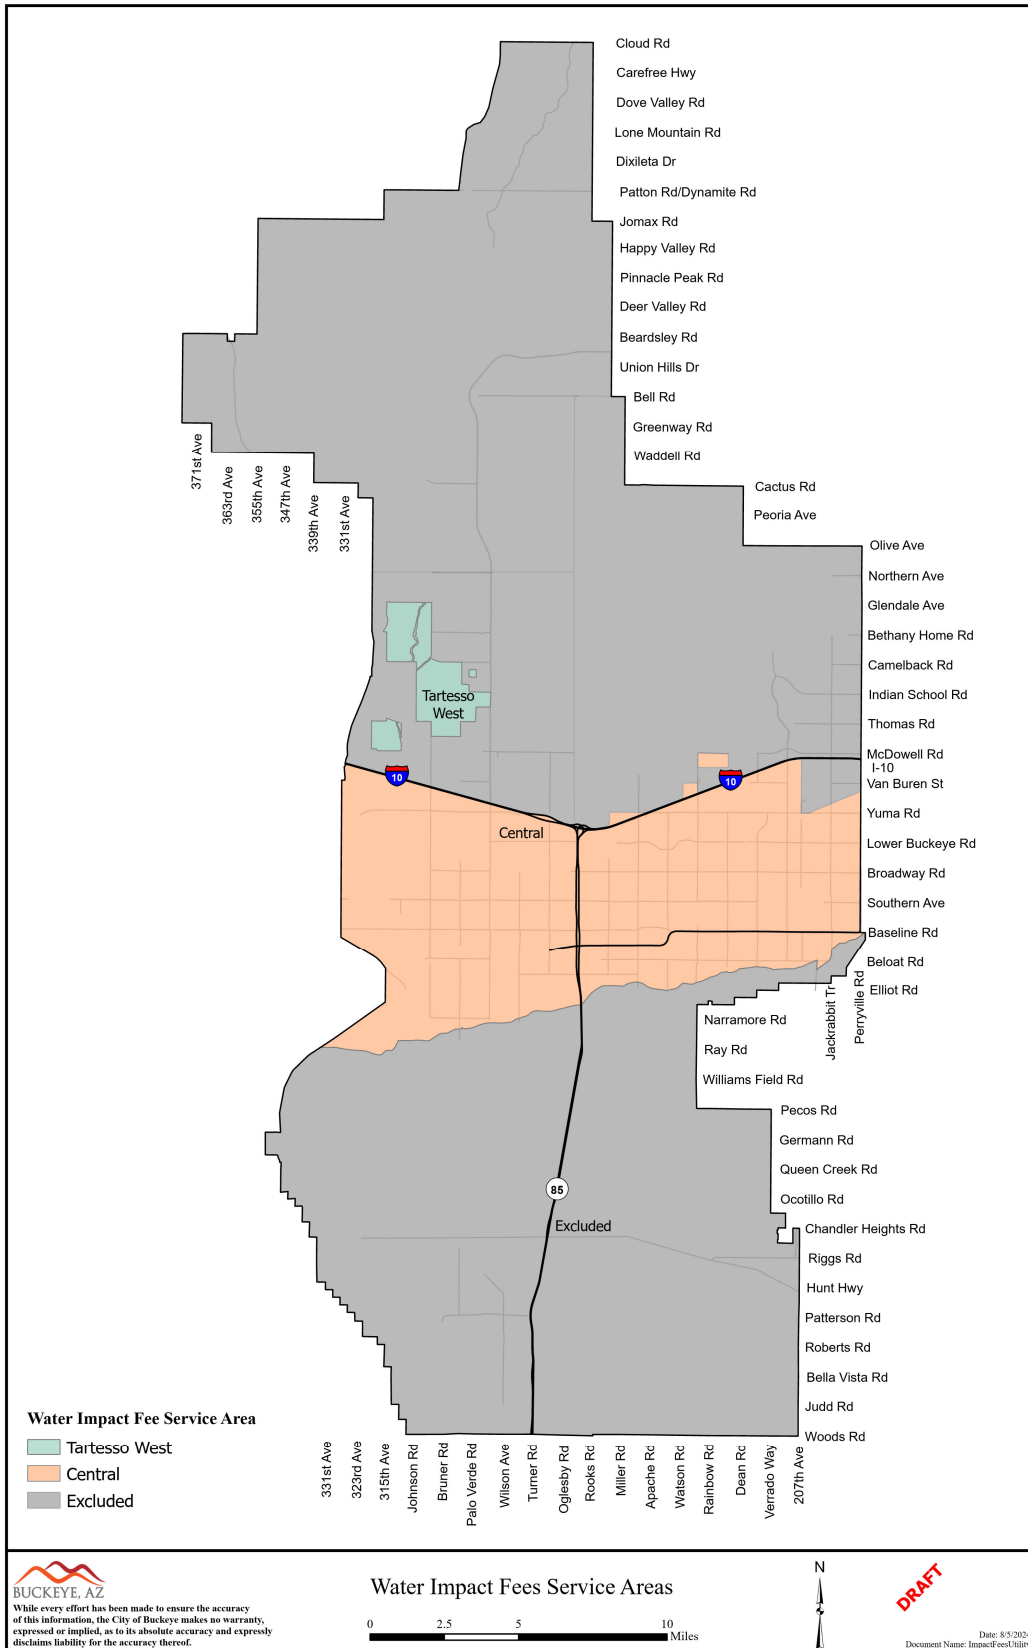 Cloud Rd
Carefree Hwy
Dove Valley Rd
Lone Mountain Rd
Dixileta Dr
Patton Rd/Dynamite Rd
Jomax Rd
Happy Valley Rd
Pinnacle Peak Rd
Deer Valley Rd
Beardsley Rd
Union Hills Dr
Bell Rd
Greenway Rd
Waddell Rd
Cactus Rd
Peoria Ave
371st Ave
363rd Ave
355th Ave
347th Ave
339th Ave
331st Ave
Olive Ave
Northern Ave
Glendale Ave
Bethany Home Rd
Camelback Rd
Indian School Rd
Thomas Rd
McDowell Rd
I-10
Van Buren St
Yuma Rd
Lower Buckeye Rd
Broadway Rd
Southern Ave
Baseline Rd
Beloat Rd
Elliot Rd
Tartesso
West
10
10
Central
Jackrabbit Tr
Perryville Rd
Narramore Rd
Ray Rd
Williams Field Rd
Pecos Rd
Germann Rd
Queen Creek Rd
Ocotillo Rd
Chandler Heights Rd
Riggs Rd
Hunt Hwy
Patterson Rd
Roberts Rd
Bella Vista Rd
Judd Rd
Woods Rd
85
Excluded
Water Impact Fee Service Area
Tartesso West
Central
Excluded
331st Ave
323rd Ave
315th Ave
Johnson Rd
Bruner Rd
Palo Verde Rd
Wilson Ave
Turner Rd
Oglesby Rd
Rooks Rc
Miller Rd
Apache Rc
Watson Rc
Rainbow Rd
Dean Rd
Verrado Way
207th Ave
BUCKEYE, AZ
While every effort has been made to ensure the accuracy
of this information, the City of Buckeye makes no warranty,
expressed or implied, as to its absolute accuracy and expressly
disclaims liability for the accuracy thereof.
Water Impact Fees Service Areas
0 2.5 5 10
Miles
N
DRAFT
Date: 8/5/2024
Document Name: ImpactFeesUtility